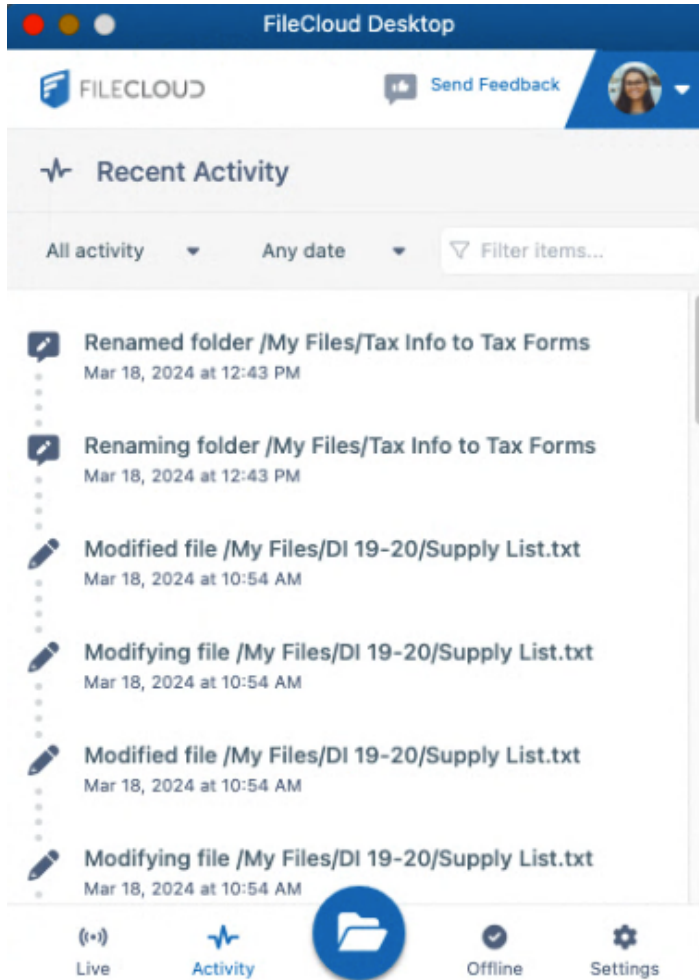 FileCloud Desktop
FILECLOUD
Send Feedback
Recent Activity
All activity
Any date
Filter items...
Renamed folder /My Files/Tax Info to Tax Forms
Mar 18, 2024 at 12:43 PM
Renaming folder /My Files/Tax Info to Tax Forms
Mar 18, 2024 at 12:43 PM
Modified file /My Files/DI 19-20/Supply List.txt
Mar 18, 2024 at 10:54 AM
Modifying file /My Files/DI 19-20/Supply List.txt
Mar 18, 2024 at 10:54 AM
Modified file /My Files/DI 19-20/Supply List.txt
Mar 18, 2024 at 10:54 AM
Modifying file /My Files/DI 19-20/Supply List.txt
Mar 18, 2024 at 10:54 AM
Live
Activity
Offline
Settings